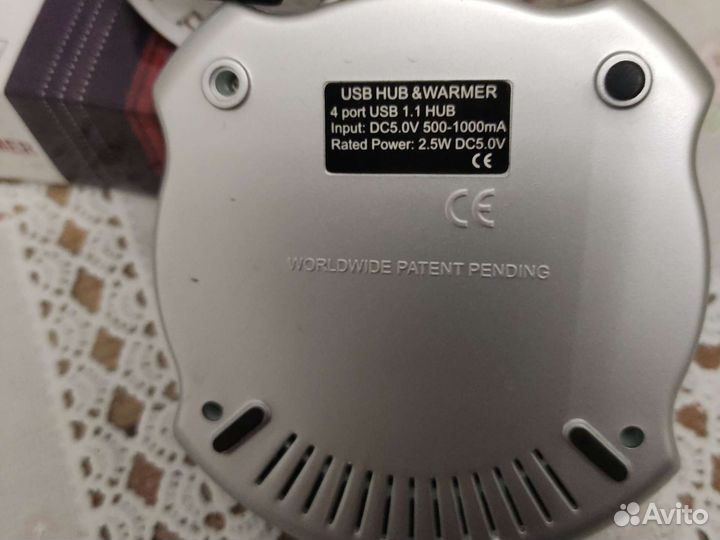 USB HUB &WARMER
4 port USB 1.1 HUB
Input: DC5.0V 500-1000mA
Rated Power: 2.5W DC5.0V
CE
CE
WORLDWIDE PATENT PENDING
Avito